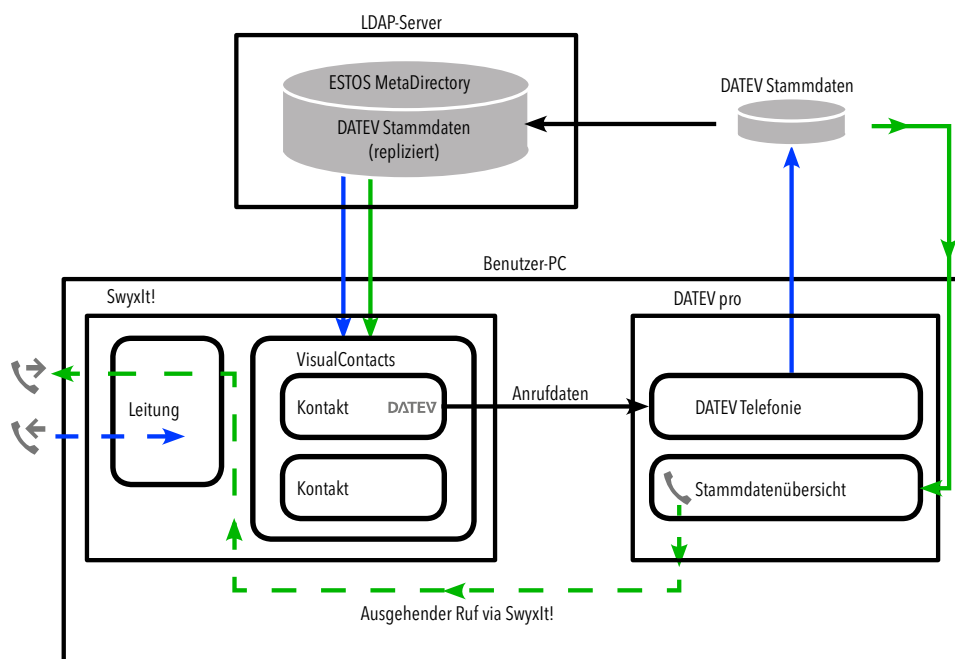 LDAP-Server
ESTOS MetaDirectory
DATEV Stammdaten
(repliziert)
DATEV Stammdaten
Benutzer-PC
SwyxIt!
DATEV pro
VisualContacts
Leitung
Kontakt
DATEV
Anrufdaten
DATEV Telefonie
Kontakt
Stammdatenübersicht
Ausgehender Ruf via SwyxIt!